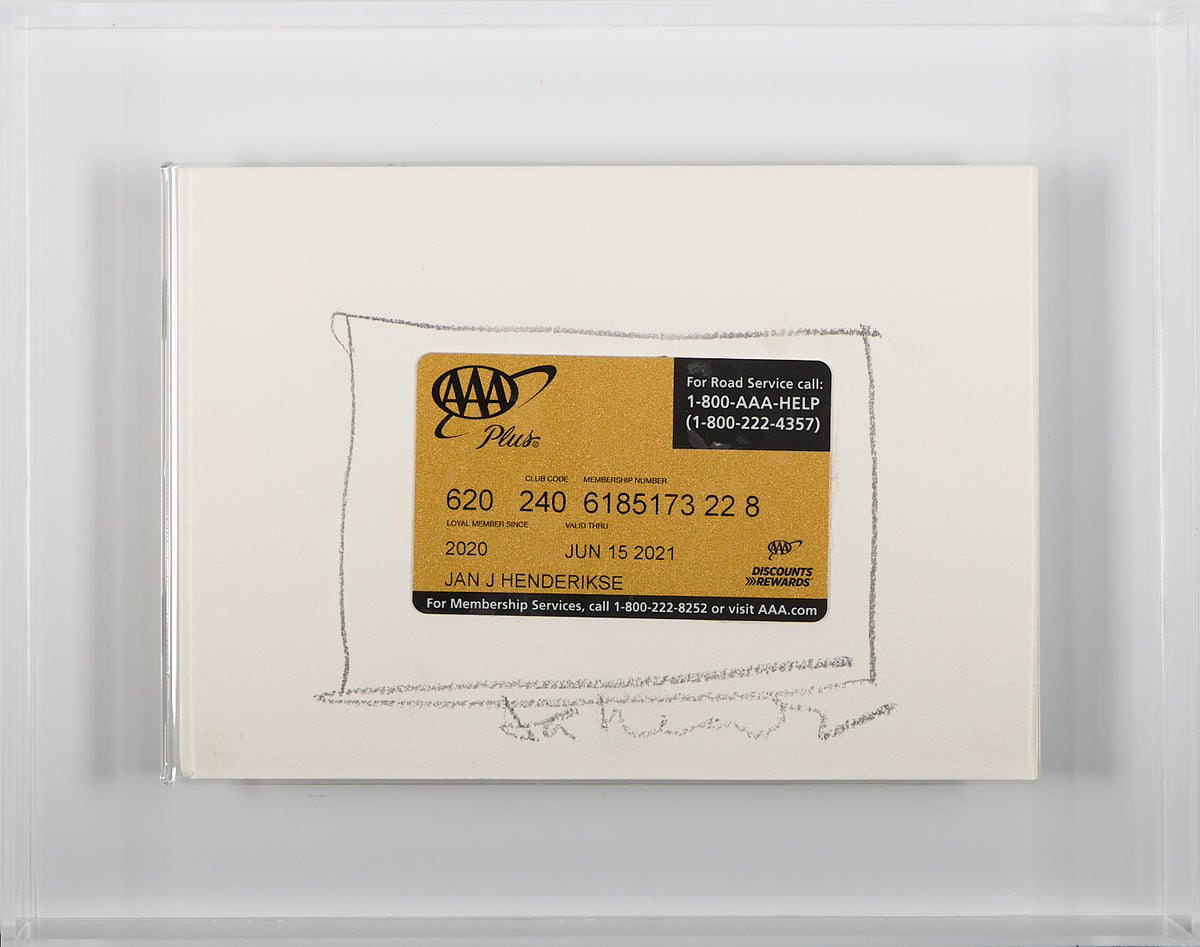 AAA
Plus®
For Road Service call:
1-800-AAA-HELP
(1-800-222-4357)
CLUB CODE MEMBERSHIP NUMBER
620 240 6185173 22 8
LOYAL MEMBER SINCE VALID THRU
2020 JUN 15 2021
JAN J HENDERIKSE
AAA
DISCOUNTS
REWARDS
For Membership Services, call 1-800-222-8252 or visit AAA.com